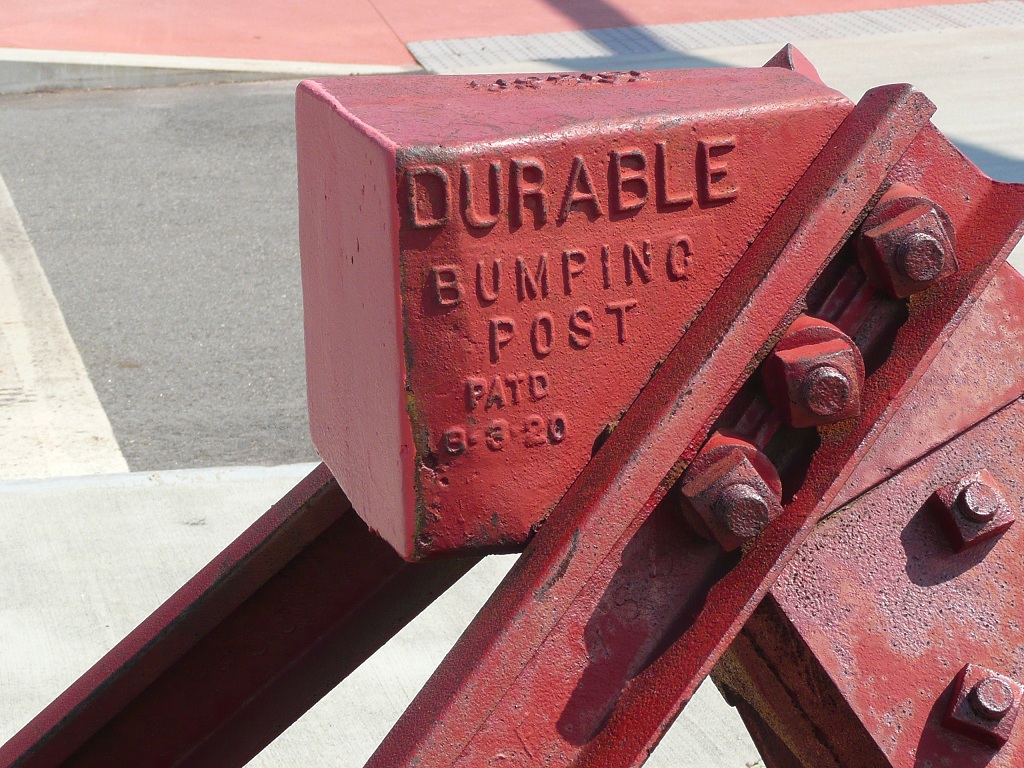 DURABLE
BUMPING
POST
PATD
8-3-20